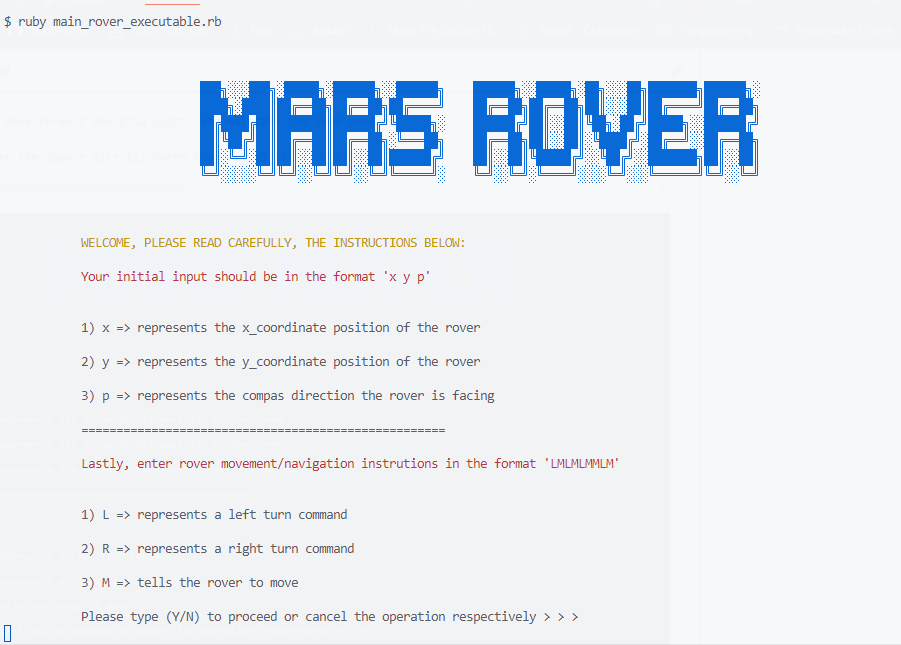 $ ruby main_rover_executable.rb
MARS ROVER
WELCOME, PLEASE READ CAREFULLY, THE INSTRUCTIONS BELOW:
Your initial input should be in the format 'x y p'
1) x => represents the x_coordinate position of the rover
2) y => represents the y_coordinate position of the rover
3) p => represents the compas direction the rover is facing
====================================================
Lastly, enter rover movement/navigation instrutions in the format 'LMLMLMMLM'
1) L => represents a left turn command
2) R => represents a right turn command
3) M => tells the rover to move
Please type (Y/N) to proceed or cancel the operation respectively > > >